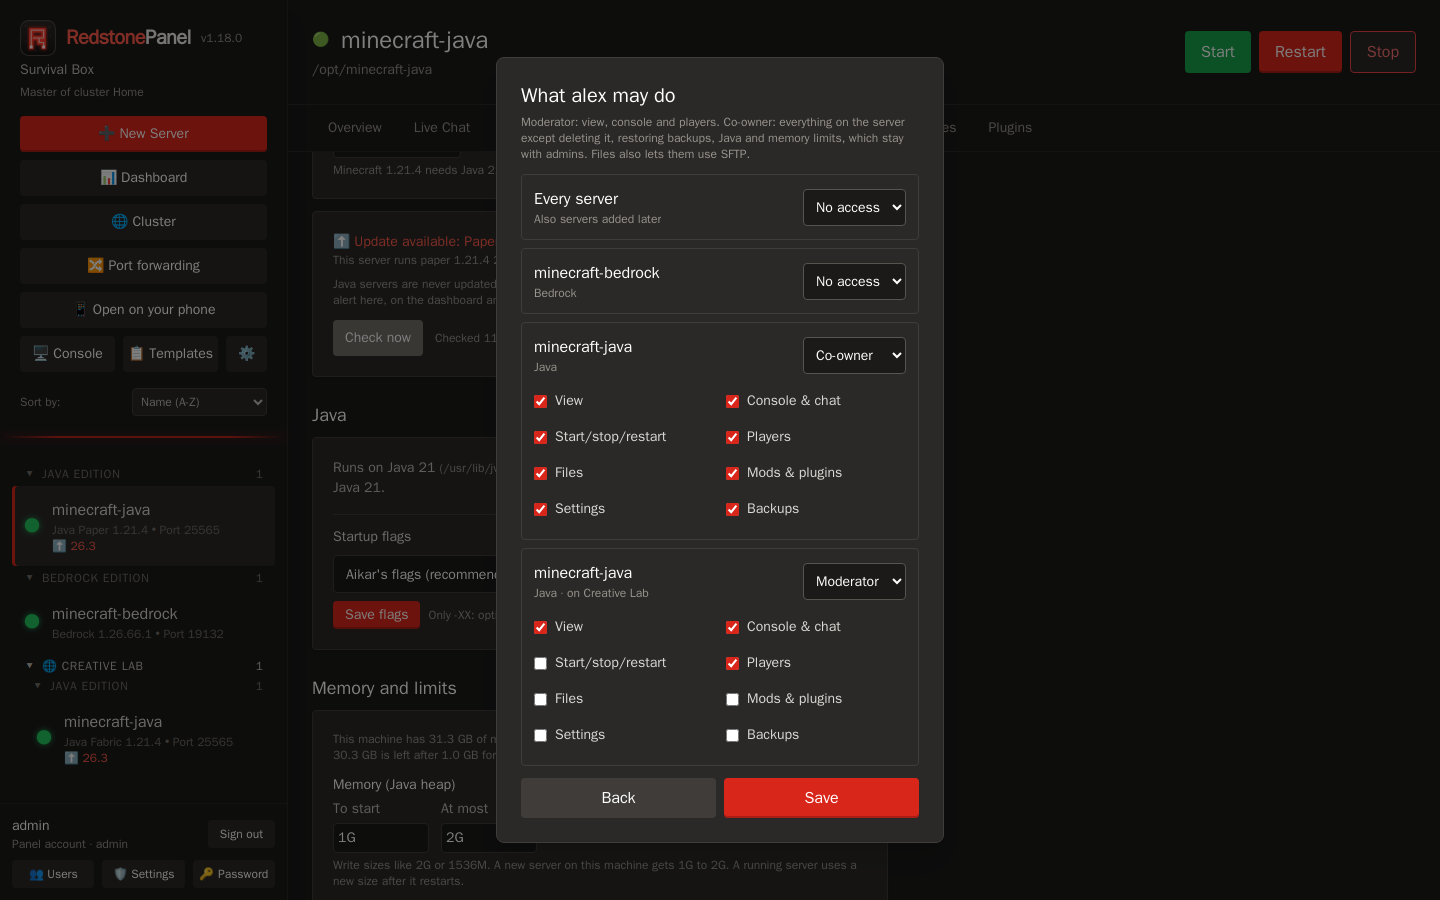 RedstonePanel v1.18.0
Survival Box
Master of cluster Home
New Server
Dashboard
Cluster
Port forwarding
Open on your phone
Console
Templates
Sort by:
Name (A-Z)
JAVA EDITION 1
minecraft-java
Java Paper 1.21.4 • Port 25565
26.3
BEDROCK EDITION 1
minecraft-bedrock
Bedrock 1.26.66.1 • Port 19132
CREATIVE LAB 1
JAVA EDITION 1
minecraft-java
Java Fabric 1.21.4 • Port 25565
26.3
admin
Panel account · admin
Sign out
Users
Settings
Password
minecraft-java
/opt/minecraft-java
Start
Restart
Stop
Overview
Live Chat
Plugins
Minecraft 1.21.4 needs Java 2
Update available: Pape
This server runs paper 1.21.4
Java servers are never updated
alert here, on the dashboard
Check now
Checked 11
Java
Runs on Java 21
Java 21.
Startup flags
Aikar's flags
Save flags
Only -XX:
Memory and limits
This machine has 31.3 GB of
30.3 GB is left after 1.0 GB for
Memory (Java heap)
To start
At most
1G
2G
Write sizes like 2G or 1536M. A new server on this machine gets 1G to 2G. A running server uses a
new size after it restarts.
What alex may do
Moderator: view, console and players. Co-owner: everything on the server
except deleting it, restoring backups, Java and memory limits, which stay
with admins. Files also lets them use SFTP.
Every server
Also servers added later
No access
minecraft-bedrock
Bedrock
No access
minecraft-java
Java
Co-owner
View
Console & chat
Start/stop/restart
Players
Files
Mods & plugins
Settings
Backups
minecraft-java
Java · on Creative Lab
Moderator
View
Console & chat
Start/stop/restart
Players
Files
Mods & plugins
Settings
Backups
Back
Save